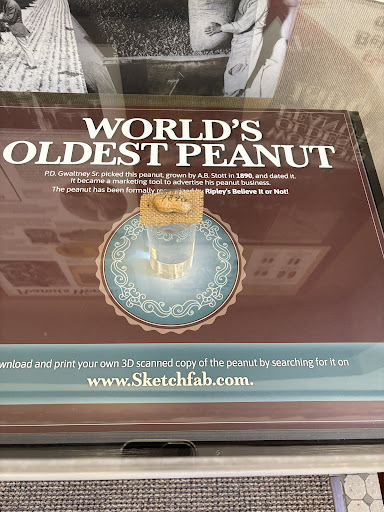 WORLD'S
OLDEST PEANUT
P.D. Gwaltney Sr. picked this peanut, grown by A.B. Stott in 1890, and dated it.
It became a marketing tool to advertise his peanut business.
The peanut has been formally by Ripley's Believe It or Not!
wnload and print your own 3D scanned copy of the peanut by searching for it on
www.Sketchfab.com.